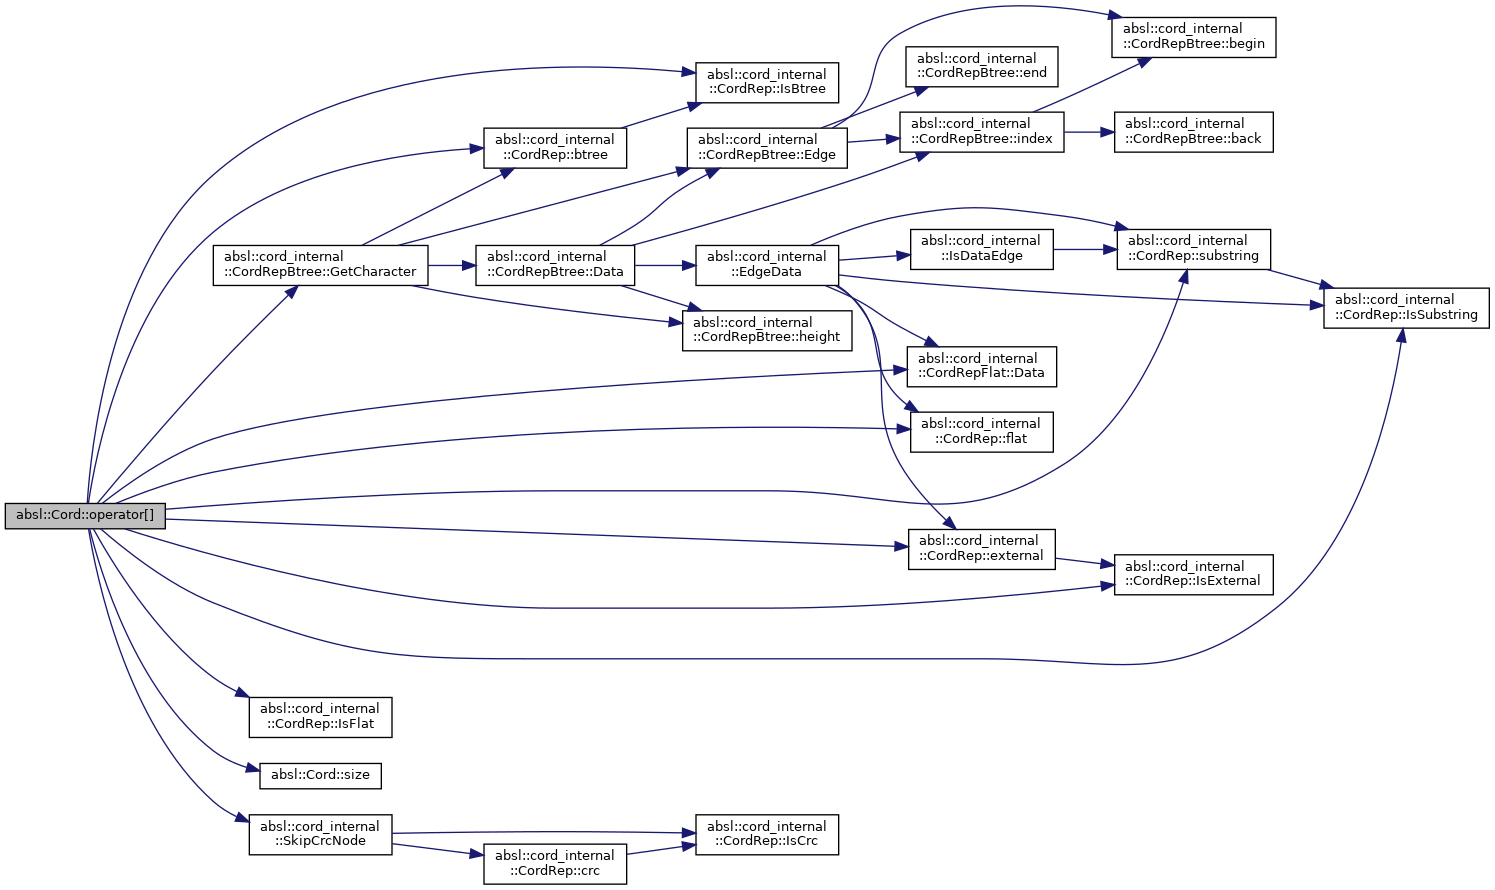 absl::cord_internal
::CordRepBtree::begin
absl::cord_internal
::CordRepBtree::end
absl::cord_internal
::CordRep::IsBtree
absl::cord_internal
::CordRepBtree::index
absl::cord_internal
::CordRepBtree::back
absl::cord_internal
::CordRep::btree
absl::cord_internal
::CordRepBtree::Edge
absl::cord_internal
::IsDataEdge
absl::cord_internal
::CordRep::substring
absl::cord_internal
::CordRepBtree::GetCharacter
absl::cord_internal
::CordRepBtree::Data
absl::cord_internal
::EdgeData
absl::cord_internal
::CordRep::IsSubstring
absl::cord_internal
::CordRepBtree::height
absl::cord_internal
::CordRepFlat::Data
absl::cord_internal
::CordRep::flat
absl::Cord::operator[]
absl::cord_internal
::CordRep::external
absl::cord_internal
::CordRep::IsExternal
absl::cord_internal
::CordRep::IsFlat
absl::Cord::size
absl::cord_internal
::SkipCrcNode
absl::cord_internal
::CordRep::IsCrc
absl::cord_internal
::CordRep::crc